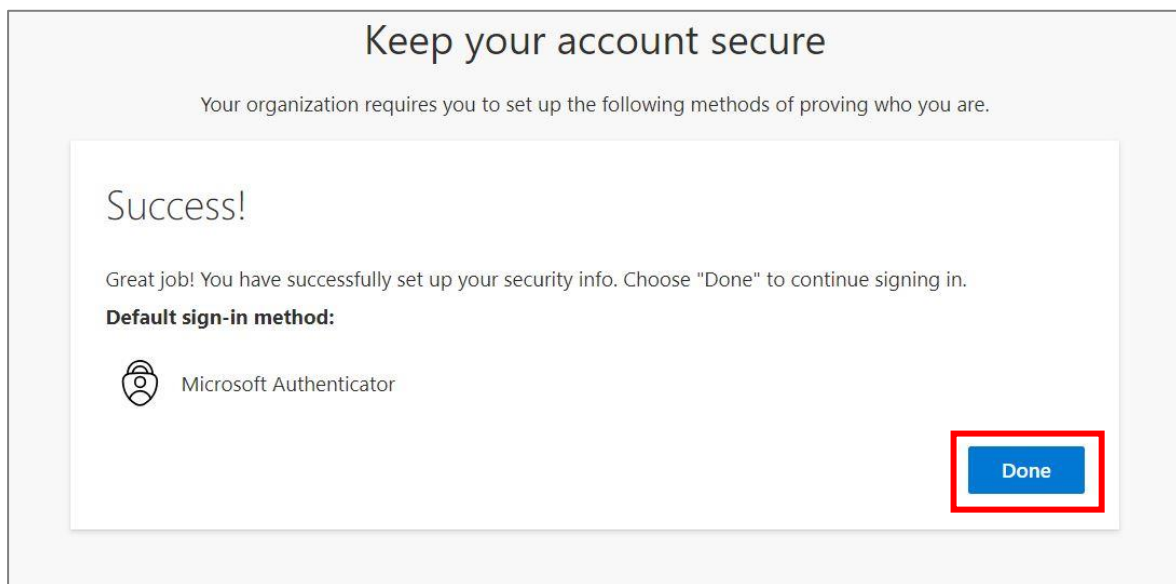 Keep your account secure
Your organization requires you to set up the following methods of proving who you are.
Success!
Great job! You have successfully set up your security info. Choose "Done" to continue signing in.
Default sign-in method:
Microsoft Authenticator
Done